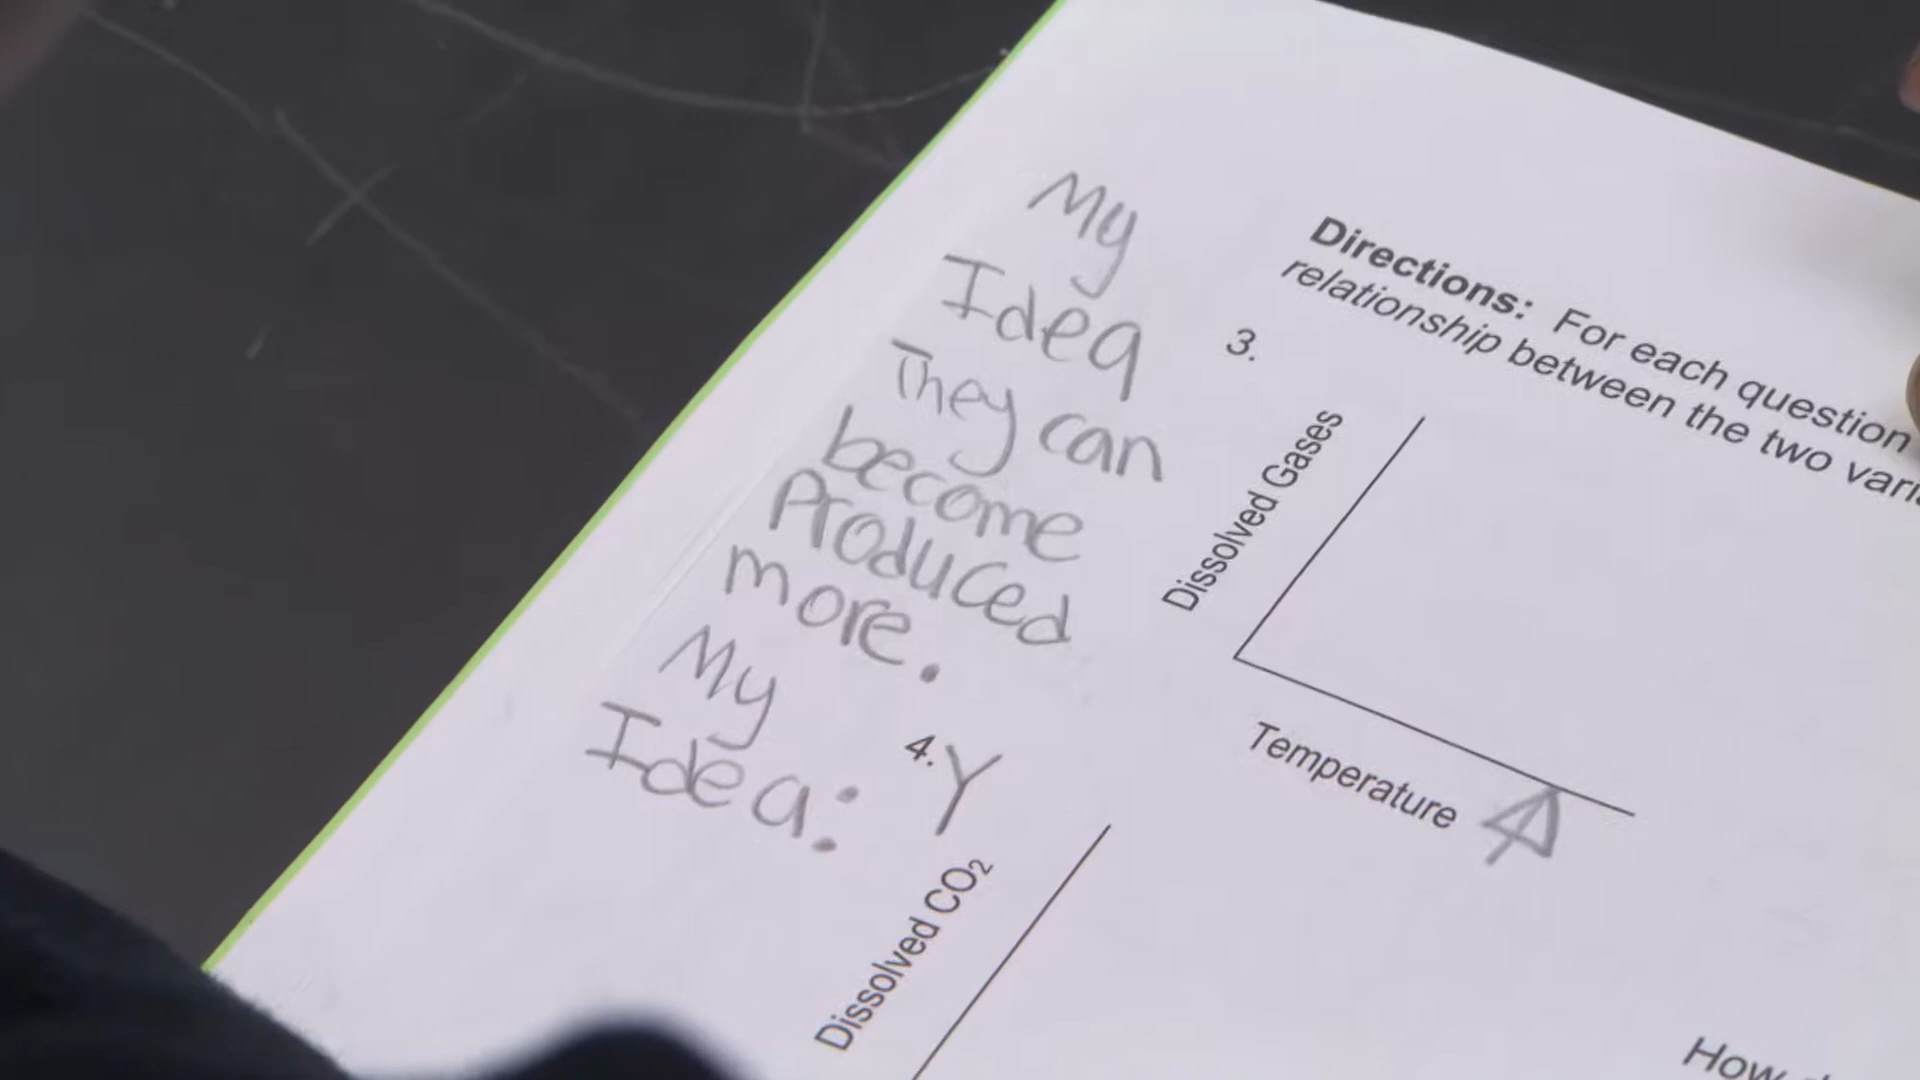 My
Idea
They can
become
Produced
more.
My
Idea:
Directions: For each question
relationship between the two
3.
Dissolved Gases
Temperature
4. Y
Dissolved CO₂
How